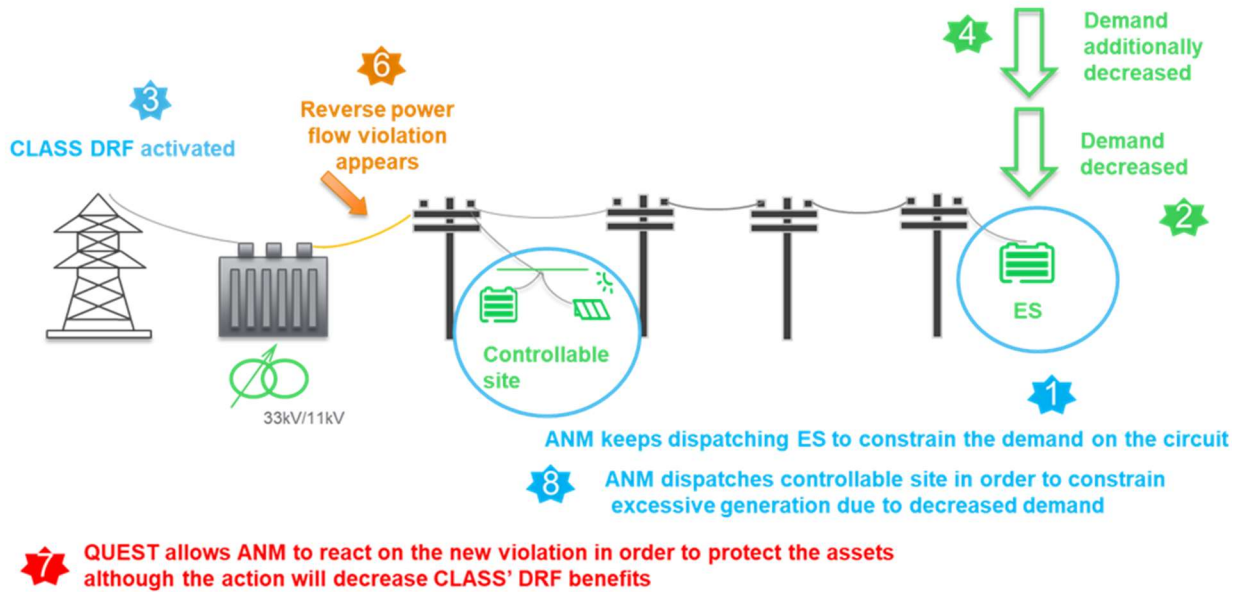 4
Demand
additionally
decreased
6
3
Reverse power
flow violation
appears
CLASS DRF activated
Demand
decreased
2
ES
Controllable
site
33kV/11kV
1
ANM keeps dispatching ES to constrain the demand on the circuit
8
ANM dispatches controllable site in order to constrain
excessive generation due to decreased demand
7
QUEST allows ANM to react on the new violation in order to protect the assets
although the action will decrease CLASS' DRF benefits